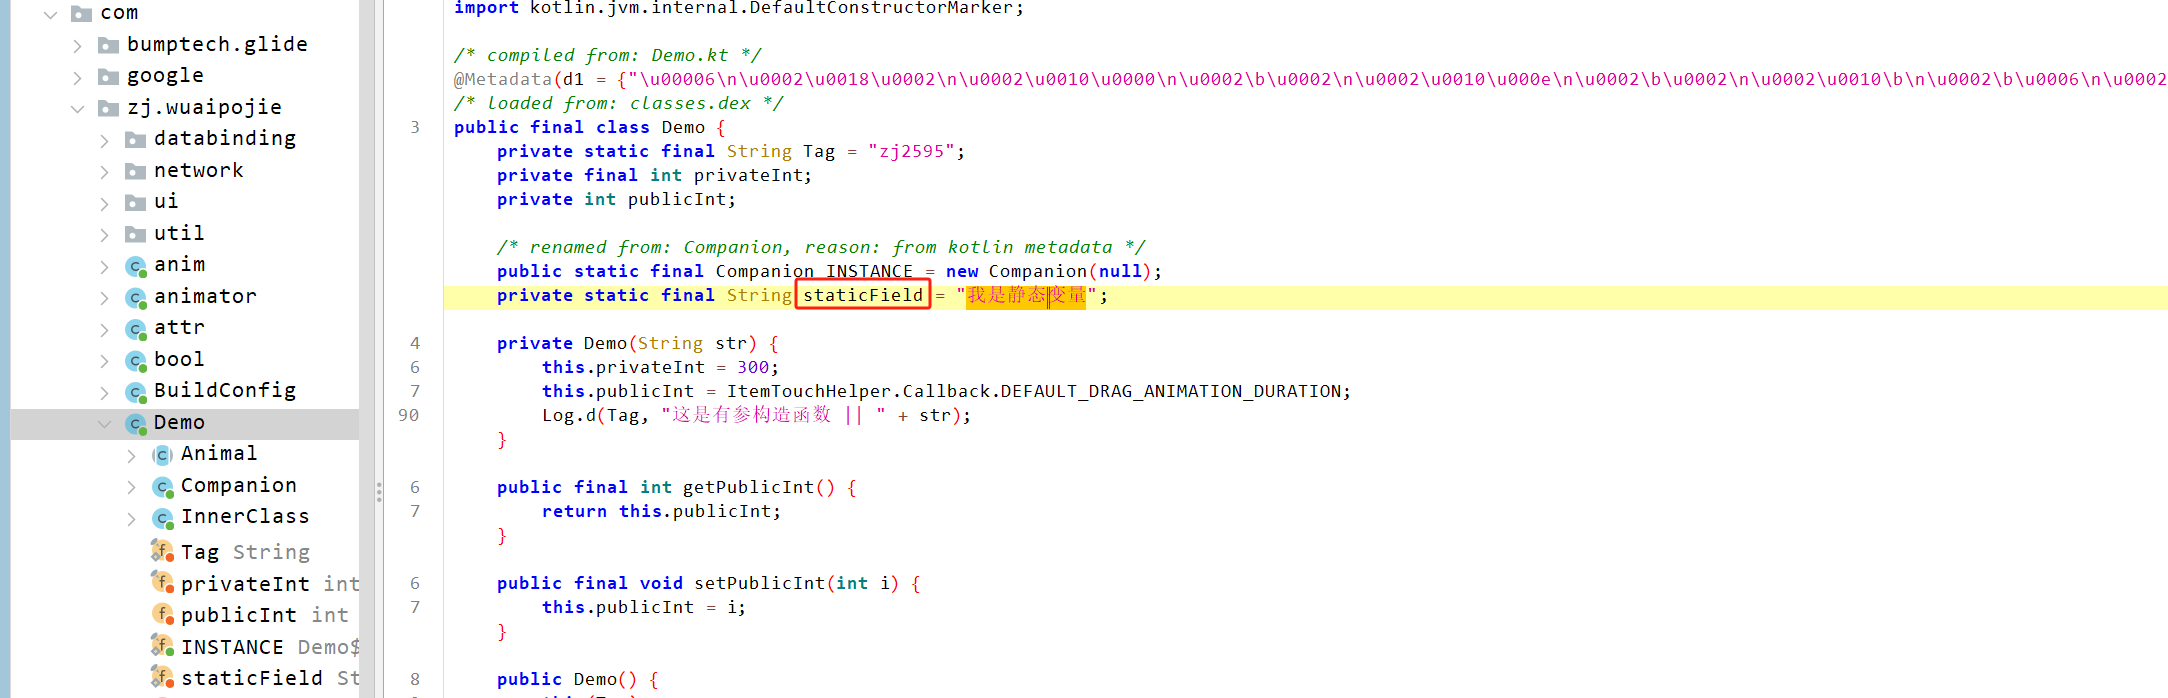 com
bumptech.glide
google
zj.wuaipojie
databinding
network
ui
util
anim
animator
attr
bool
BuildConfig
Demo
Animal
Companion
InnerClass
Tag String
privateInt int
publicInt int
INSTANCE Demo$
staticField St
import kotlin.jvm.internal.DefaultConstructorMarker;
/* compiled from: Demo.kt */
@Metadata(d1 = {"\u00006\n\u0002\u0018\u0002\n\u0002\u0010\u0000\n\u0002\b\u0002\n\u0002\u0010\u000e\n\u0002\b\u0002\n\u0002\u0010\b\n\u0002\b\u0006\n\u0002
/* loaded from: classes.dex */
3 public final class Demo {
private static final String Tag = "zj2595";
private final int privateInt;
private int publicInt;
/* renamed from: Companion, reason: from kotlin metadata */
public static final Companion INSTANCE = new Companion(null);
private static final String staticField = "我是静态变量";
4 private Demo(String str) {
6 this.privateInt = 300;
7 this.publicInt = ItemTouchHelper.Callback.DEFAULT_DRAG_ANIMATION_DURATION;
90 Log.d(Tag, "这是有参构造函数 || " + str);
}
6 public final int getPublicInt() {
7 return this.publicInt;
}
6 public final void setPublicInt(int i) {
7 this.publicInt = i;
}
8 public Demo() {